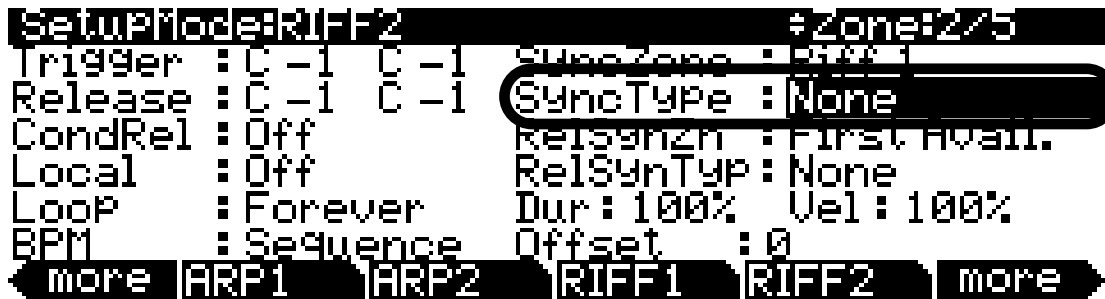 SetupMode:RIFF2 Zone:2/5
Trigger :C -1 C -1 SyncZone :Riff 1
Release :C -1 C -1 SyncType :None
CondRel :Off RelSynZn :First Avail.
Local :Off RelSynTyp:None
Loop :Forever Dur:100% Vel:100%
BPM :Sequence Offset :0
more ARP1 ARP2 RIFF1 RIFF2 more